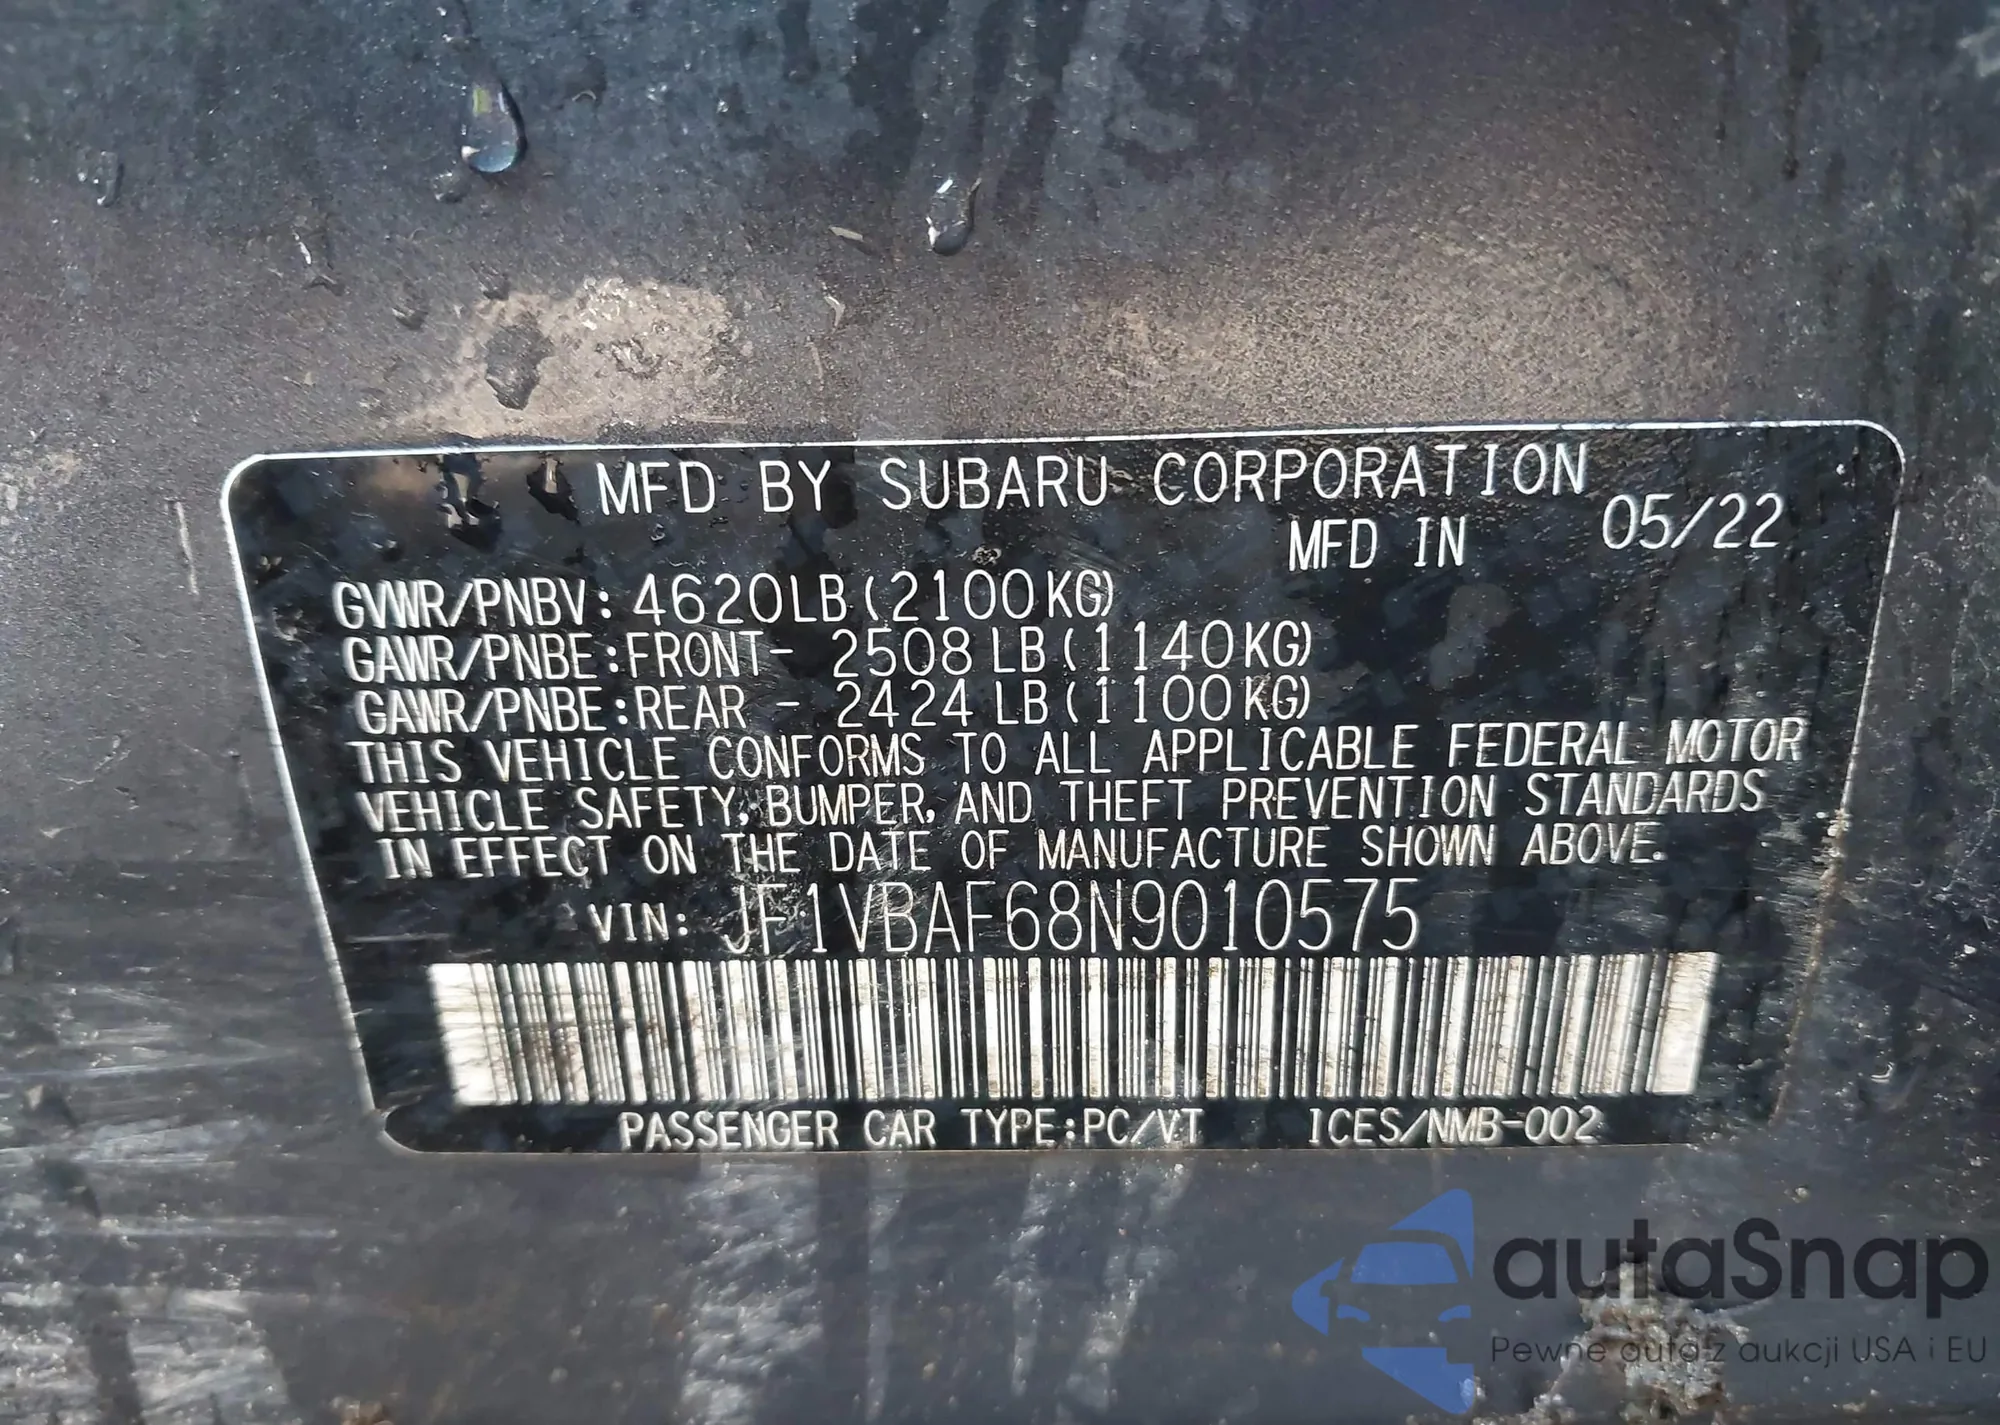 MFD BY SUBARU CORPORATION
MFD IN 05/22
GVWR/PNBV: 4620LB (2100KG)
GAWR/PNBE:FRONT- 2508 LB (1140KG)
GAWR/PNBE:REAR - 2424 LB (1100KG)
THIS VEHICLE CONFORMS TO ALL APPLICABLE FEDERAL MOTOR
VEHICLE SAFETY, BUMPER, AND THEFT PREVENTION STANDARDS
IN EFFECT ON THE DATE OF MANUFACTURE SHOWN ABOVE.
VIN: JF1VBAF68N9010575
PASSENGER CAR TYPE:PC/VT ICES/NMB-002
autaSnap
Pewne auta z aukcji USA i EU